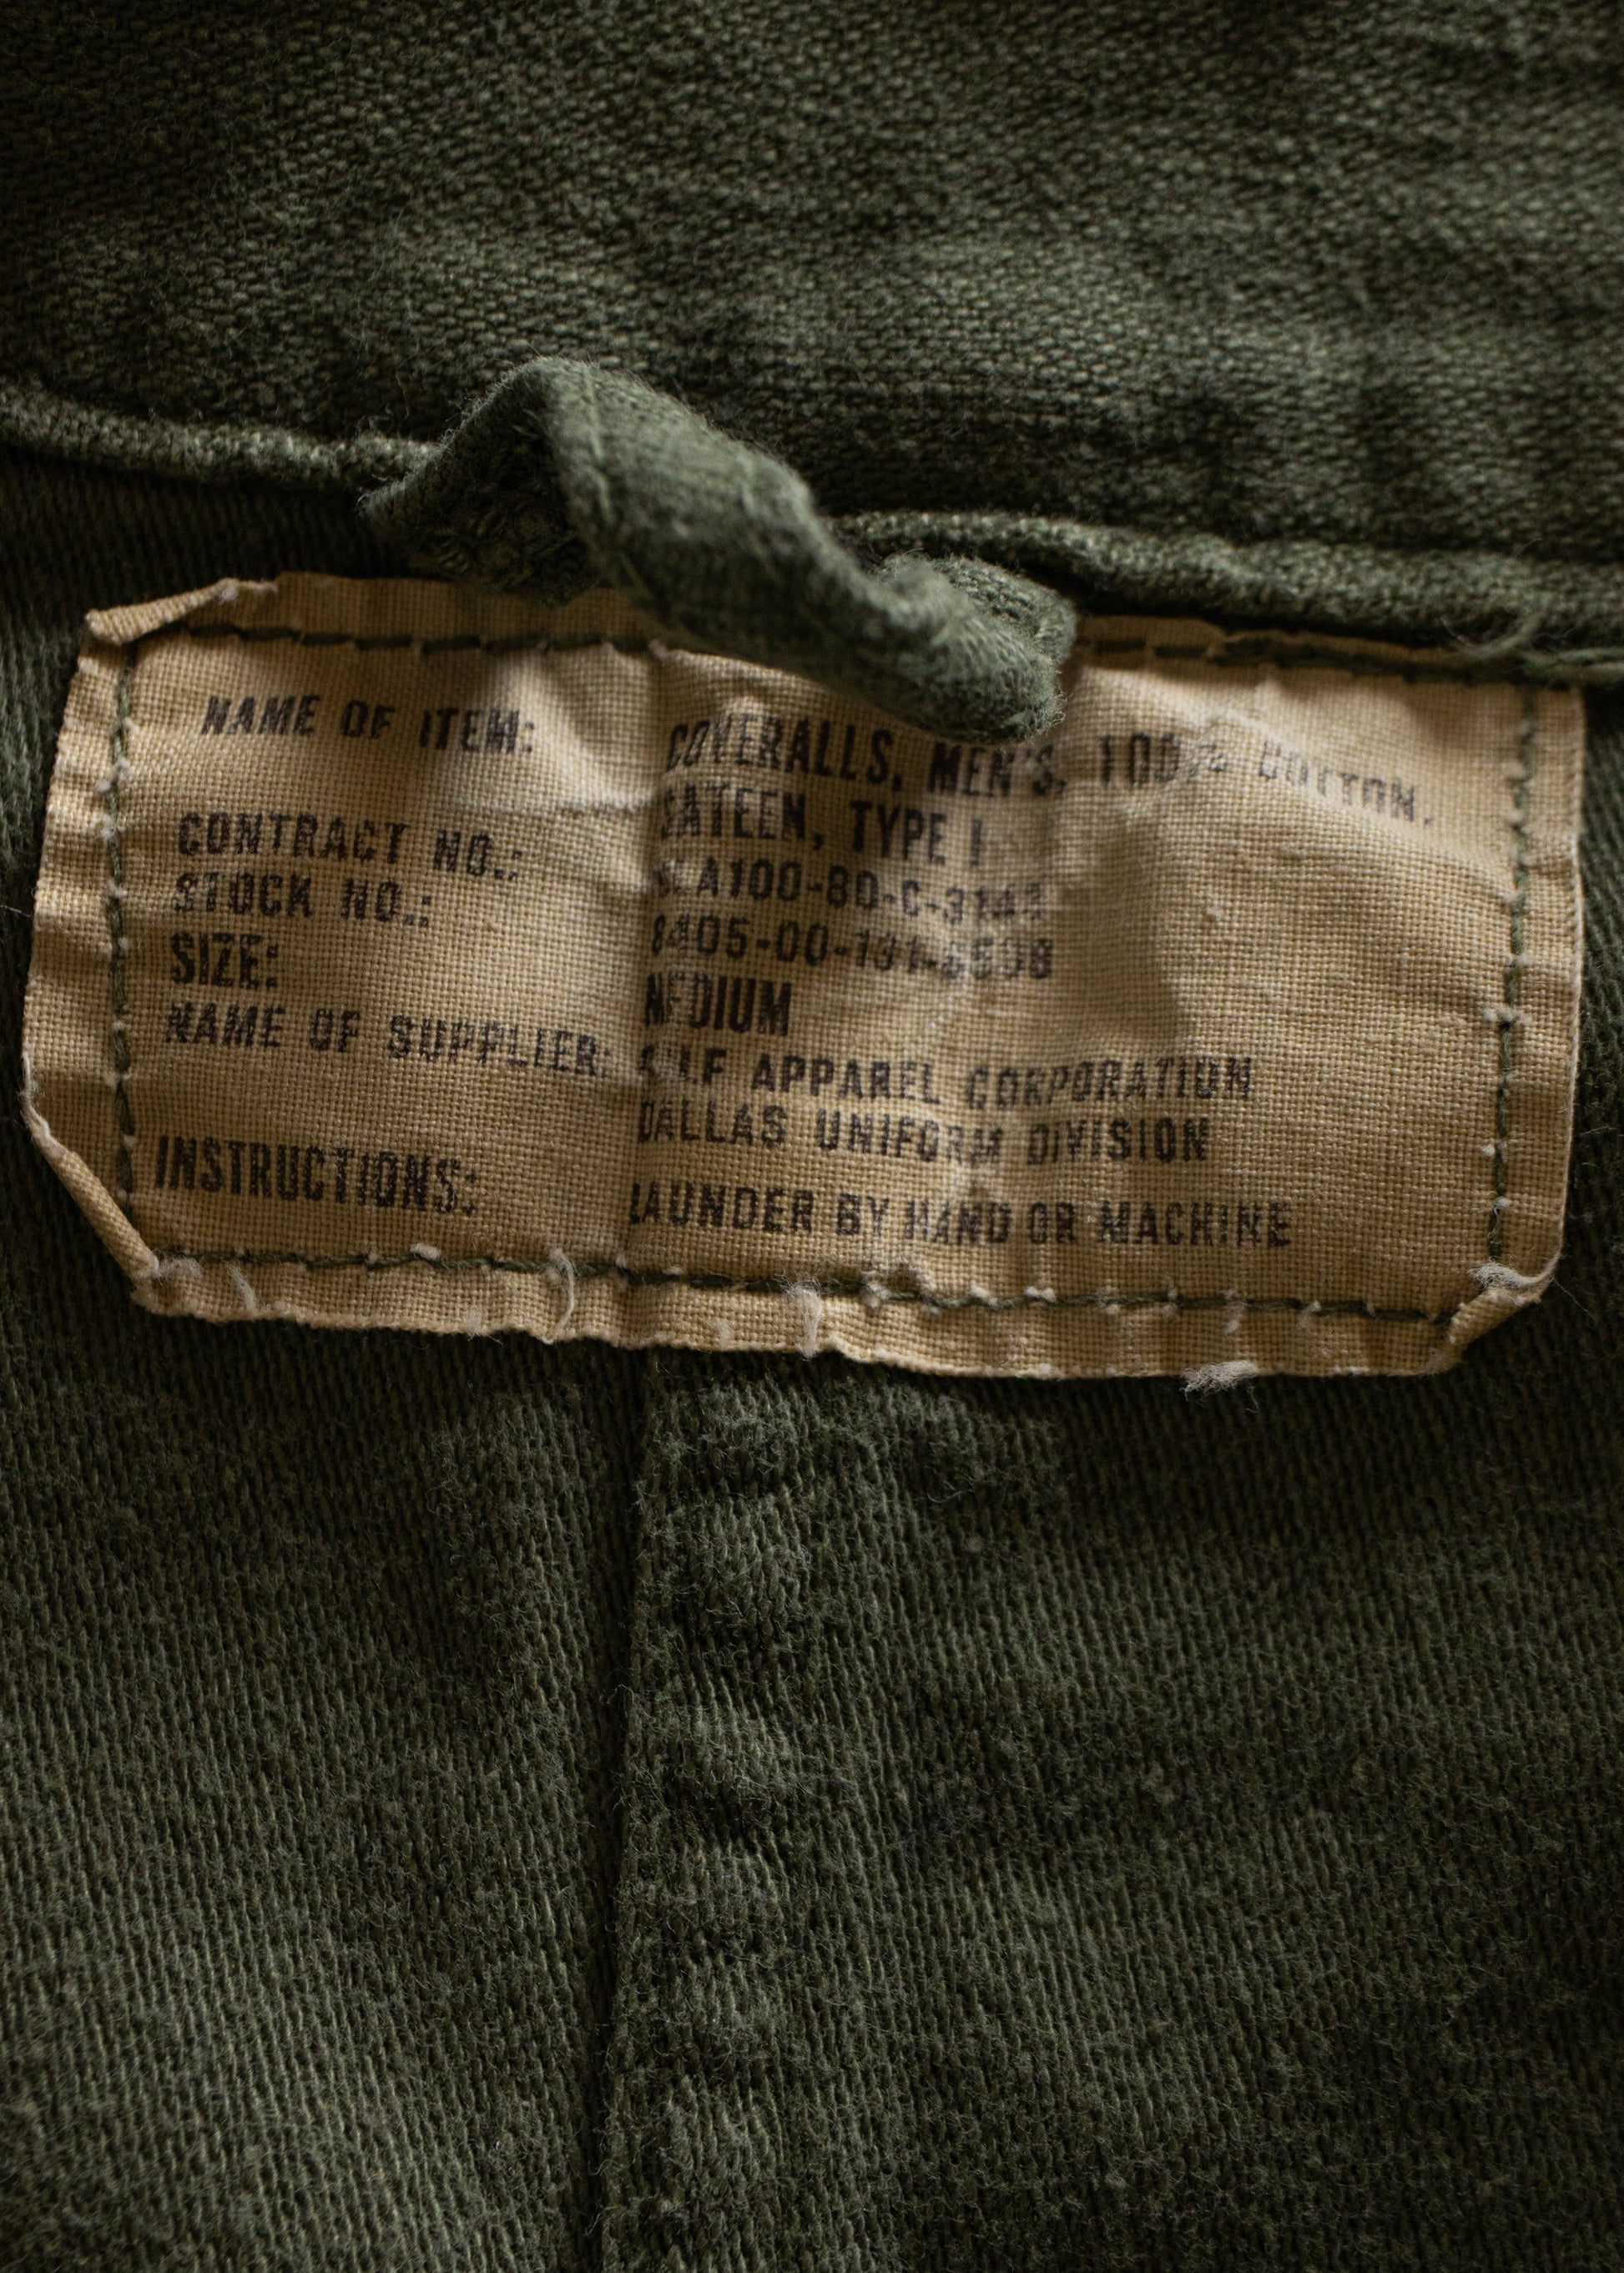 NAME OF ITEM: COVERALLS, MEN'S, 100% COTTON,
SATEEN, TYPE I
CONTRACT NO.:
STOCK NO.:
SIZE: MEDIUM
NAME OF SUPPLIER: APPAREL CORPORATION
DALLAS UNIFORM DIVISION
INSTRUCTIONS: LAUNDER BY HAND OR MACHINE